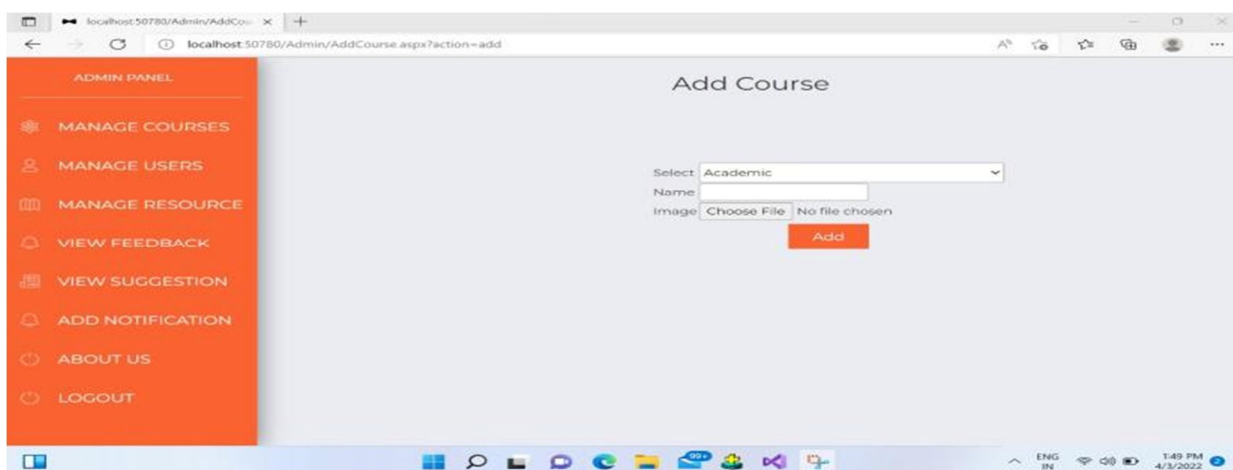 localhost:50780/Admin/AddCou
localhost:50780/Admin/AddCourse.aspx?action=add
ADMIN PANEL
MANAGE COURSES
MANAGE USERS
MANAGE RESOURCE
VIEW FEEDBACK
VIEW SUGGESTION
ADD NOTIFICATION
ABOUT US
LOGOUT
Add Course
Select Academic
Name
Image Choose File No file chosen
Add
99+
ENG
IN
1:49 PM
4/3/2022
2